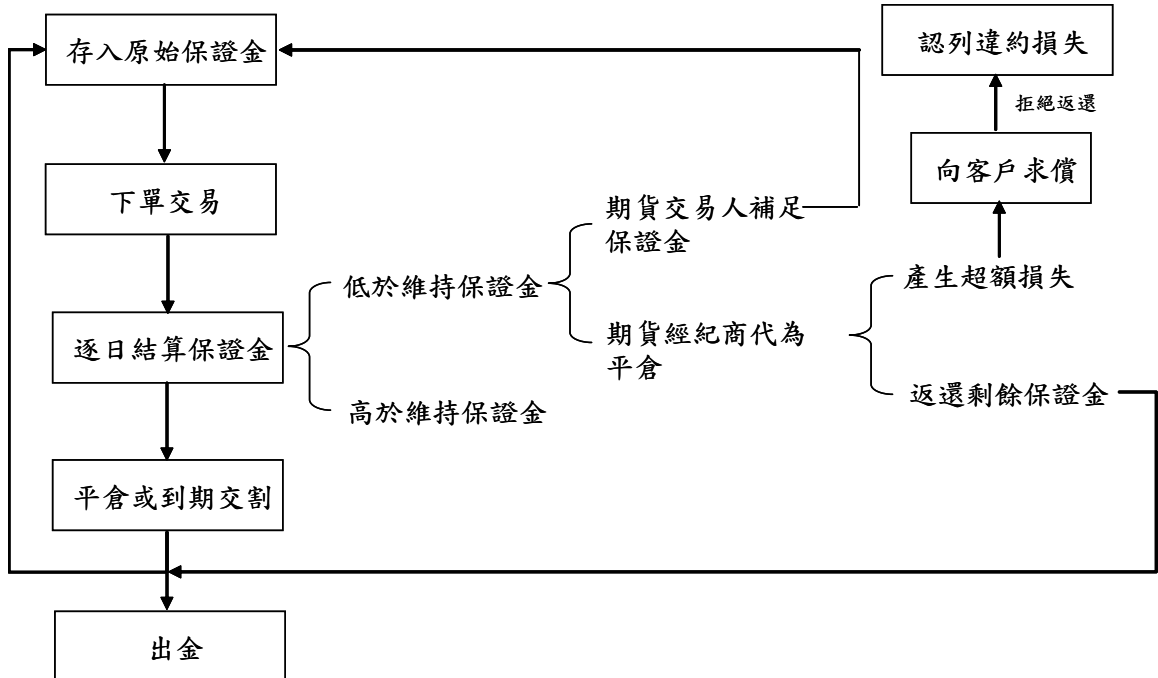 存入原始保證金
認列違約損失
拒絕返還
向客戶求償
下單交易
期貨交易人補足
保證金
低於維持保證金
產生超額損失
逐日結算保證金
期貨經紀商代為
平倉
高於維持保證金
返還剩餘保證金
平倉或到期交割
出金